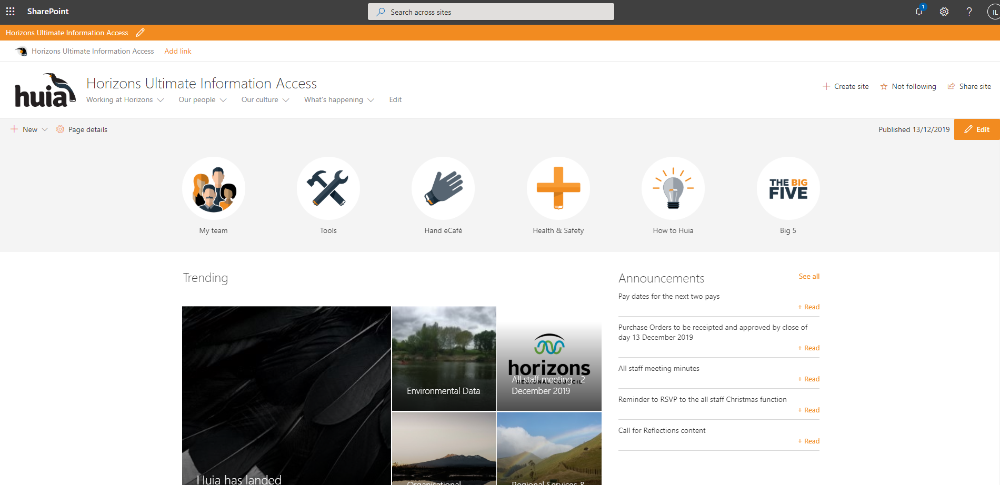 SharePoint
Search across sites
1
IL
Horizons Ultimate Information Access
Horizons Ultimate Information Access
Add link
huia
Horizons Ultimate Information Access
Working at Horizons
Our people
Our culture
What's happening
Edit
Create site
Not following
Share site
New
Page details
Published 13/12/2019
Edit
THE BIG
FIVE
My team
Tools
Hand eCafé
Health & Safety
How to Huia
Big 5
Trending
Huia has landed
Environmental Data
horizons
REGIONAL COUNCIL
All staff meeting - 2
December 2019
Organisational
Regional Services &
Announcements
See all
Pay dates for the next two pays
+ Read
Purchase Orders to be receipted and approved by close of
day 13 December 2019
+ Read
All staff meeting minutes
+ Read
Reminder to RSVP to the all staff Christmas function
+ Read
Call for Reflections content
+ Read